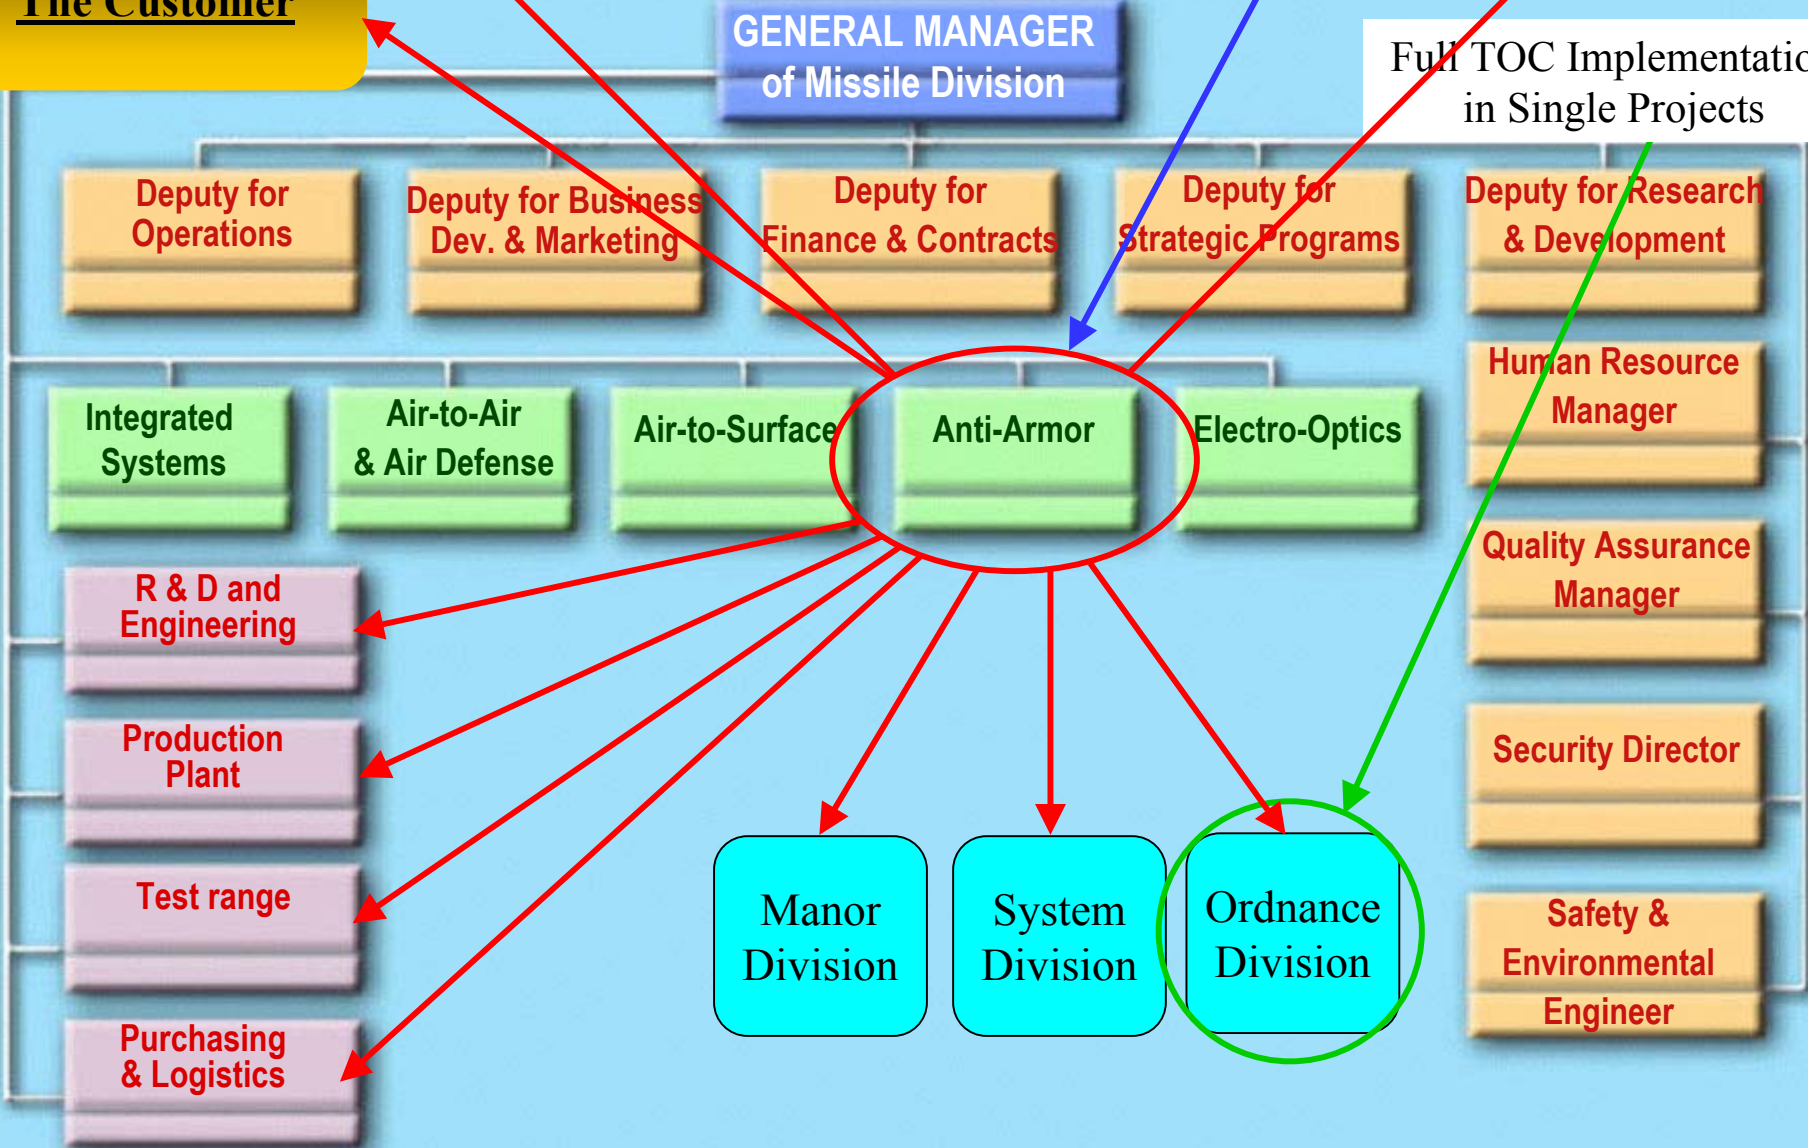 The Customer
GENERAL MANAGER
of Missile Division
Full TOC Implementatio
in Single Projects
Deputy for
Operations
Deputy for Business
Dev. & Marketing
Deputy for
Finance & Contracts
Deputy for
Strategic Programs
Deputy for Research
& Development
Integrated
Systems
Air-to-Air
& Air Defense
Air-to-Surface
Anti-Armor
Electro-Optics
Human Resource
Manager
Quality Assurance
Manager
Security Director
Safety &
Environmental
Engineer
R & D and
Engineering
Production
Plant
Test range
Purchasing
& Logistics
Manor
Division
System
Division
Ordnance
Division